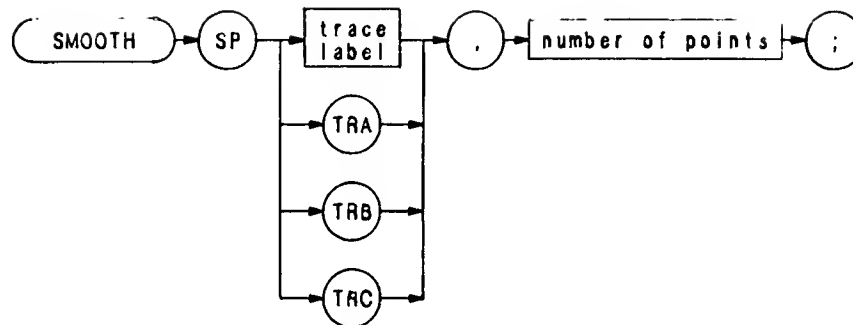 SMOOTH SP trace label , number of points ;
TRA
TRB
TRC